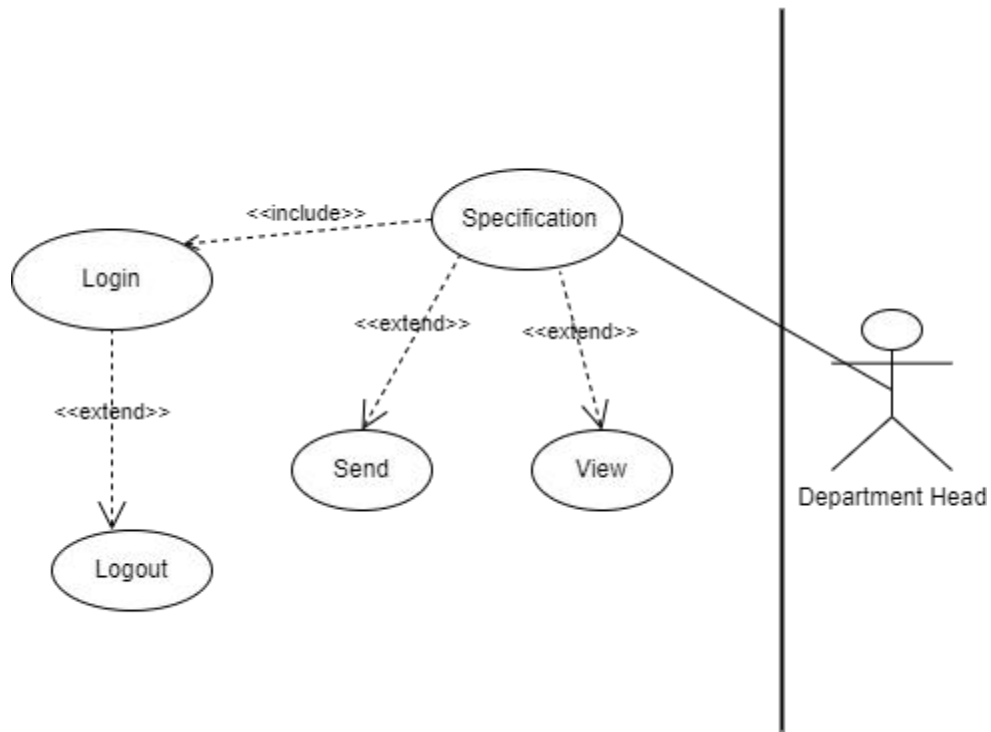 Specification
<<include>>
Login
<<extend>>
<<extend>>
<<extend>>
Send
View
Department Head
Logout